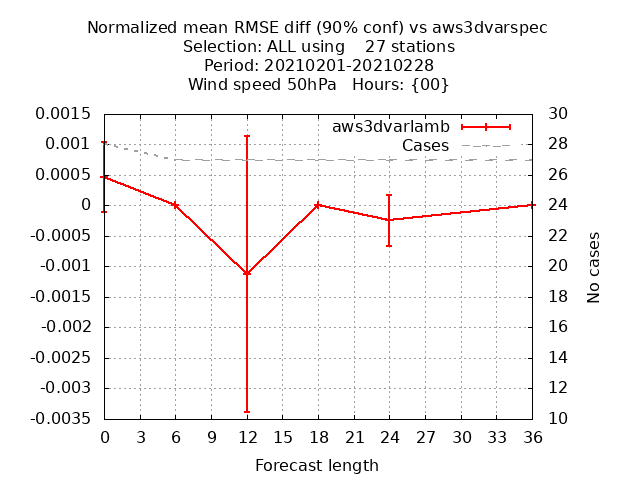 Normalized mean RMSE diff (90% conf) vs aws3dvarspec
Selection: ALL using    27 stations
Period: 20210201-20210228
Wind speed 50hPa   Hours: {00}
aws3dvarlamb
Cases
0.0015
0.001
0.0005
0
-0.0005
-0.001
-0.0015
-0.002
-0.0025
-0.003
-0.0035
30
28
26
24
22
20
18
16
14
12
10
No cases
0 3 6 9 12 15 18 21 24 27 30 33 36
Forecast length